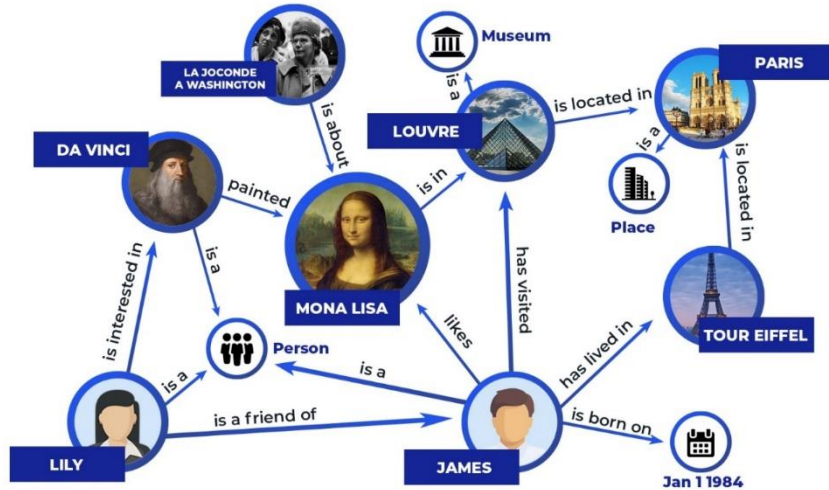 Museum
PARIS
LA JOCONDE
A WASHINGTON
is a
is located in
is about
LOUVRE
DA VINCI
is a
painted
is in
is located in
Place
is interested in
is a
MONA LISA
has visited
TOUR EIFFEL
likes
Person
has lived in
is a
is a
is a friend of
is born on
LILY
JAMES
Jan 1 1984